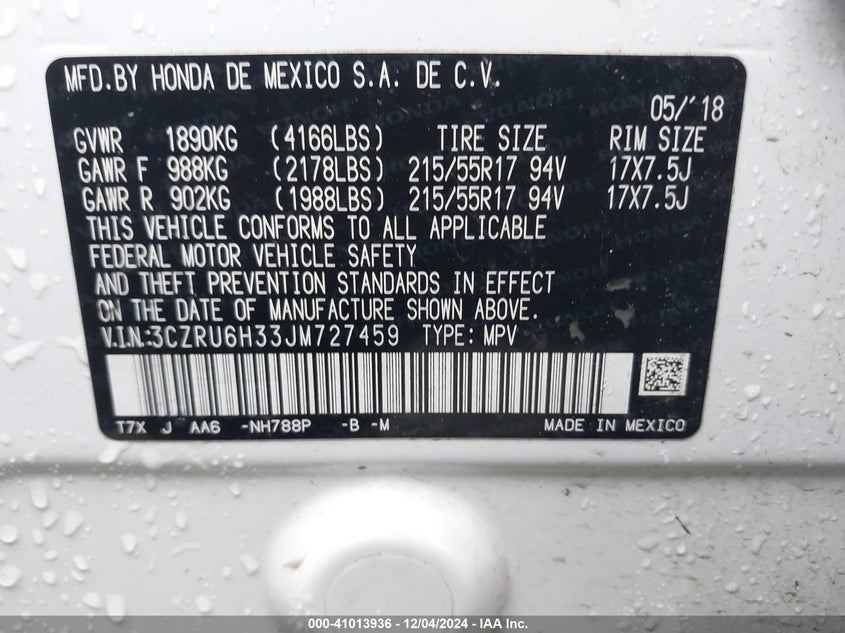 MFD.BY HONDA DE MEXICO S.A. DE C.V.
05/'18
GVWR 1890KG (4166LBS) TIRE SIZE RIM SIZE
GAWR F 988KG (2178LBS) 215/55R17 94V 17X7.5J
GAWR R 902KG (1988LBS) 215/55R17 94V 17X7.5J
THIS VEHICLE CONFORMS TO ALL APPLICABLE
FEDERAL MOTOR VEHICLE SAFETY
AND THEFT PREVENTION STANDARDS IN EFFECT
ON THE DATE OF MANUFACTURE SHOWN ABOVE.
V.I.N:3CZRU6H33JM727459 TYPE: MPV
T7X J AA6 -NH788P -B -M MADE IN MEXICO
000-41013936 - 12/04/2024 - IAA Inc.